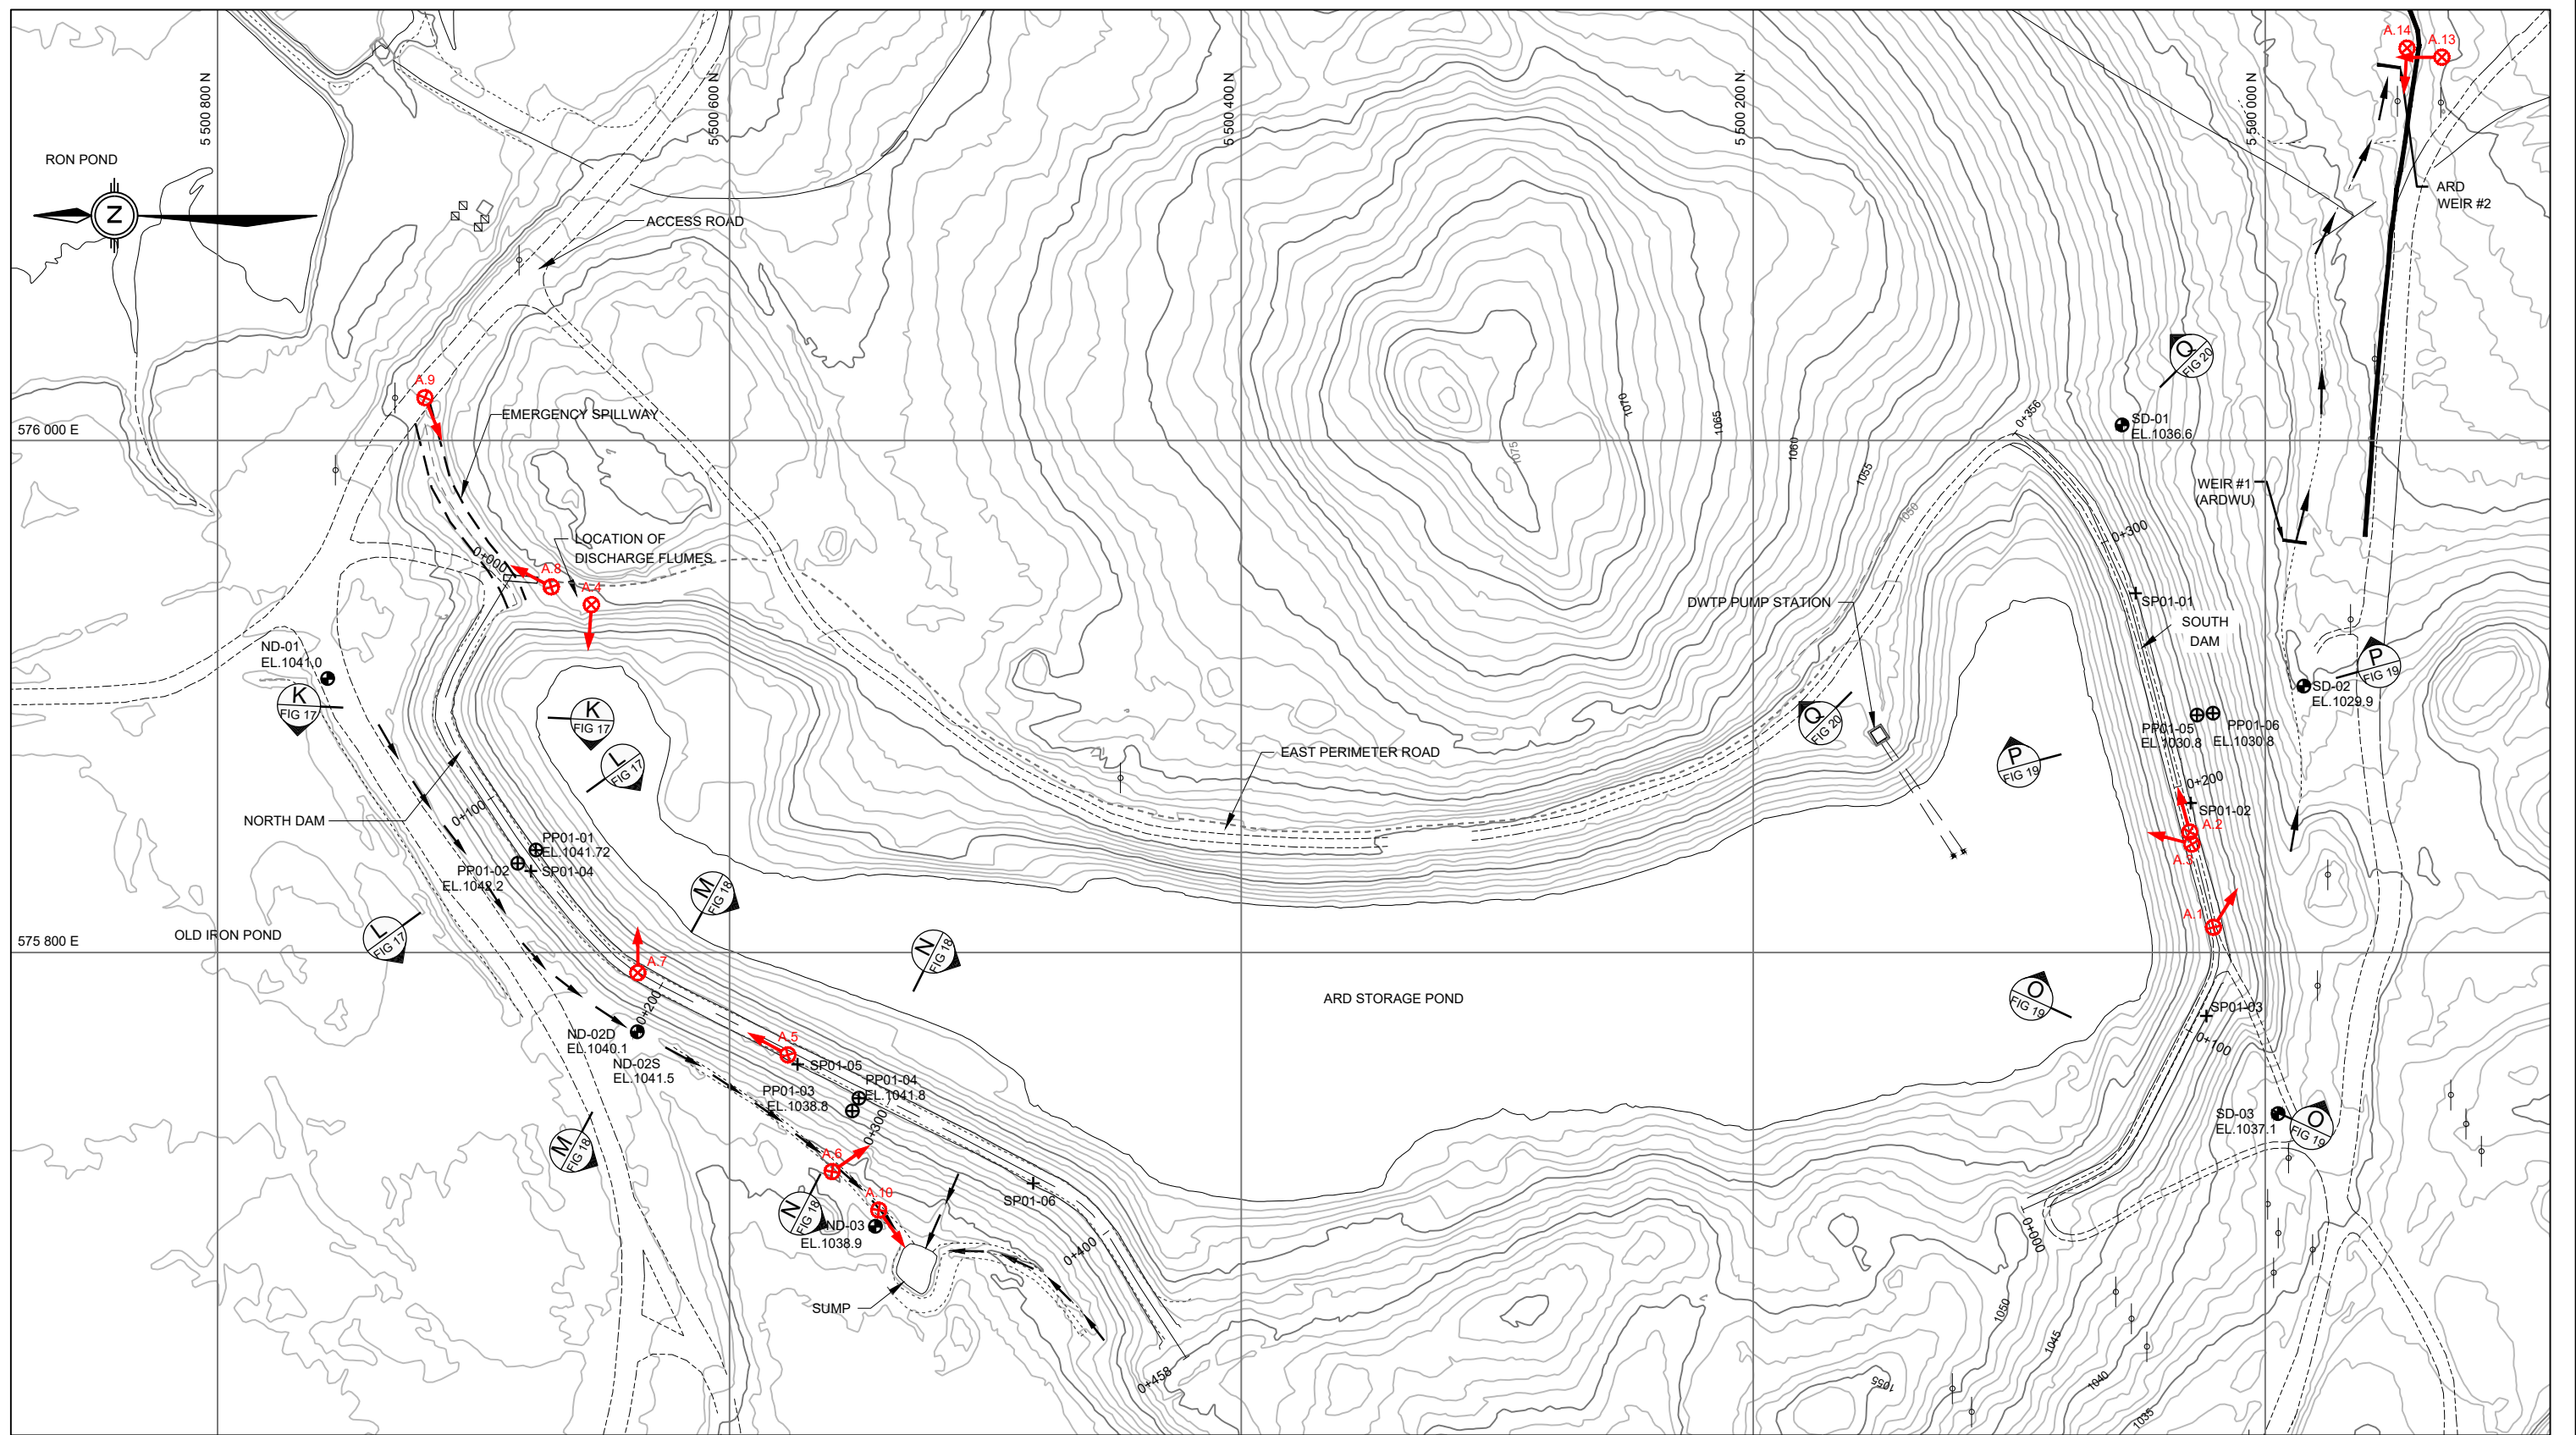 A.14
A.13
5 500 800 N
5 500 600 N
5 500 400 N
5 500 200 N.
5 500 000 N
RON POND
Z
ARD
WEIR #2
ACCESS ROAD
Q
FIG 20
A.9
1070
1065
1060
1055
1075
1050
0+356
EMERGENCY SPILLWAY
SD-01
EL.1036.6
576 000 E
WEIR #1
(ARDWU)
0+300
LOCATION OF
DISCHARGE FLUMES
0+000
A.8
A.4
DWTP PUMP STATION
SP01-01
SOUTH
DAM
ND-01
EL.1041.0
K
FIG 17
K
FIG 17
P
FIG 19
SD-02
EL.1029.9
Q
FIG 20
PP01-05
EL.1030.8
PP01-06
EL.1030.8
L
FIG 17
EAST PERIMETER ROAD
P
FIG 19
0+200
SP01-02
NORTH DAM
0+100
A.2
A.3
PP01-01
EL.1041.72
PP01-02
EL.1042.2
SP01-04
M
FIG 18
A.1
OLD IRON POND
L
FIG 17
575 800 E
N
FIG 18
A.7
ARD STORAGE POND
O
FIG 19
0+200
SP01-03
ND-02D
EL.1040.1
A.5
SP01-05
0+100
ND-02S
EL.1041.5
PP01-03
EL.1038.8
PP01-04
EL.1041.8
0+300
SD-03
EL.1037.1
O
FIG 19
M
FIG 18
A.6
A.10
SP01-06
N
FIG 18
ND-03
EL.1038.9
0+000
0+400
SUMP
1050
1045
1040
1035
1055
0+458